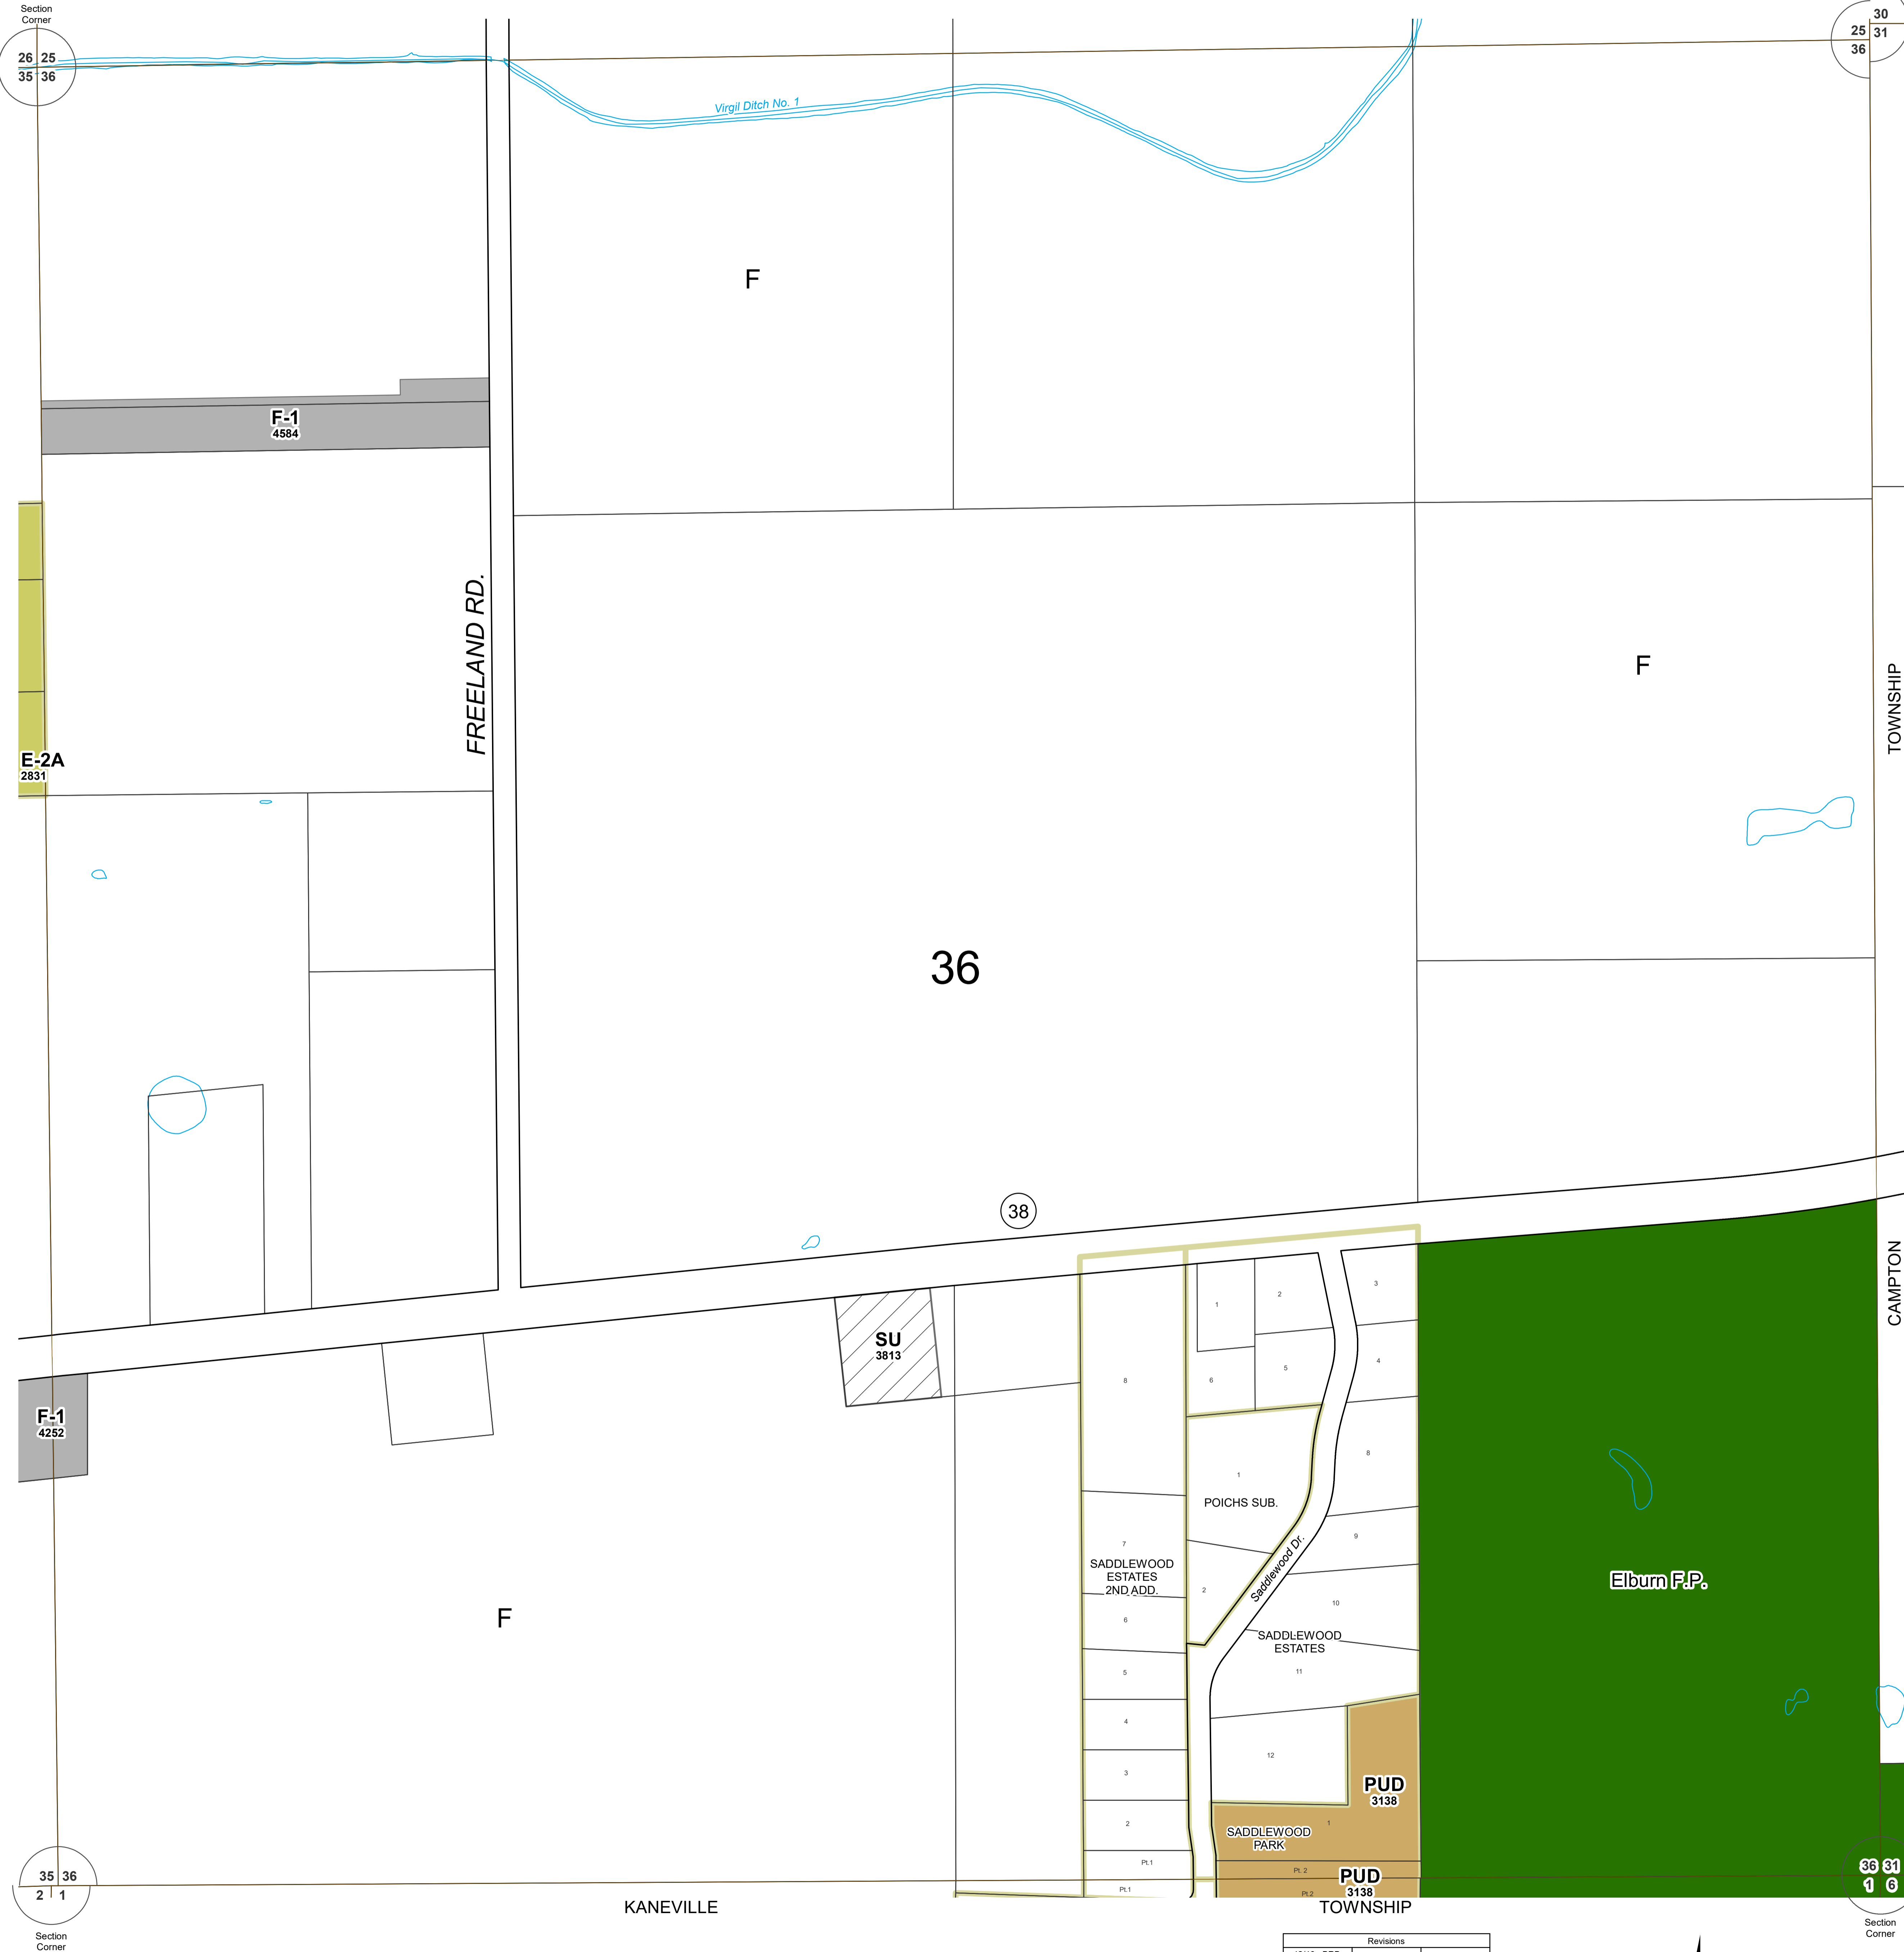 Section
Corner
26 25
35 36
30
25 31
36
Virgil Ditch No. 1
F
F-1
4584
FREELAND RD.
F
TOWNSHIP
E-2A
2831
36
38
CAMPTON
SU
3813
1
2
3
4
5
6
8
F-1
4252
8
1
POICHS SUB.
9
7
SADDLEWOOD
ESTATES
2ND ADD.
Saddlewood Dr.
2
10
Elburn F.P.
F
6
SADDLEWOOD
ESTATES
5
11
4
12
3
PUD
3138
2
1
SADDLEWOOD
PARK
Pt.1
Pt. 2
PUD
3138
Pt.1
Pt.2
35 36
2 1
36 31
1 6
KANEVILLE
TOWNSHIP
Section
Corner
Section
Corner
Revisions